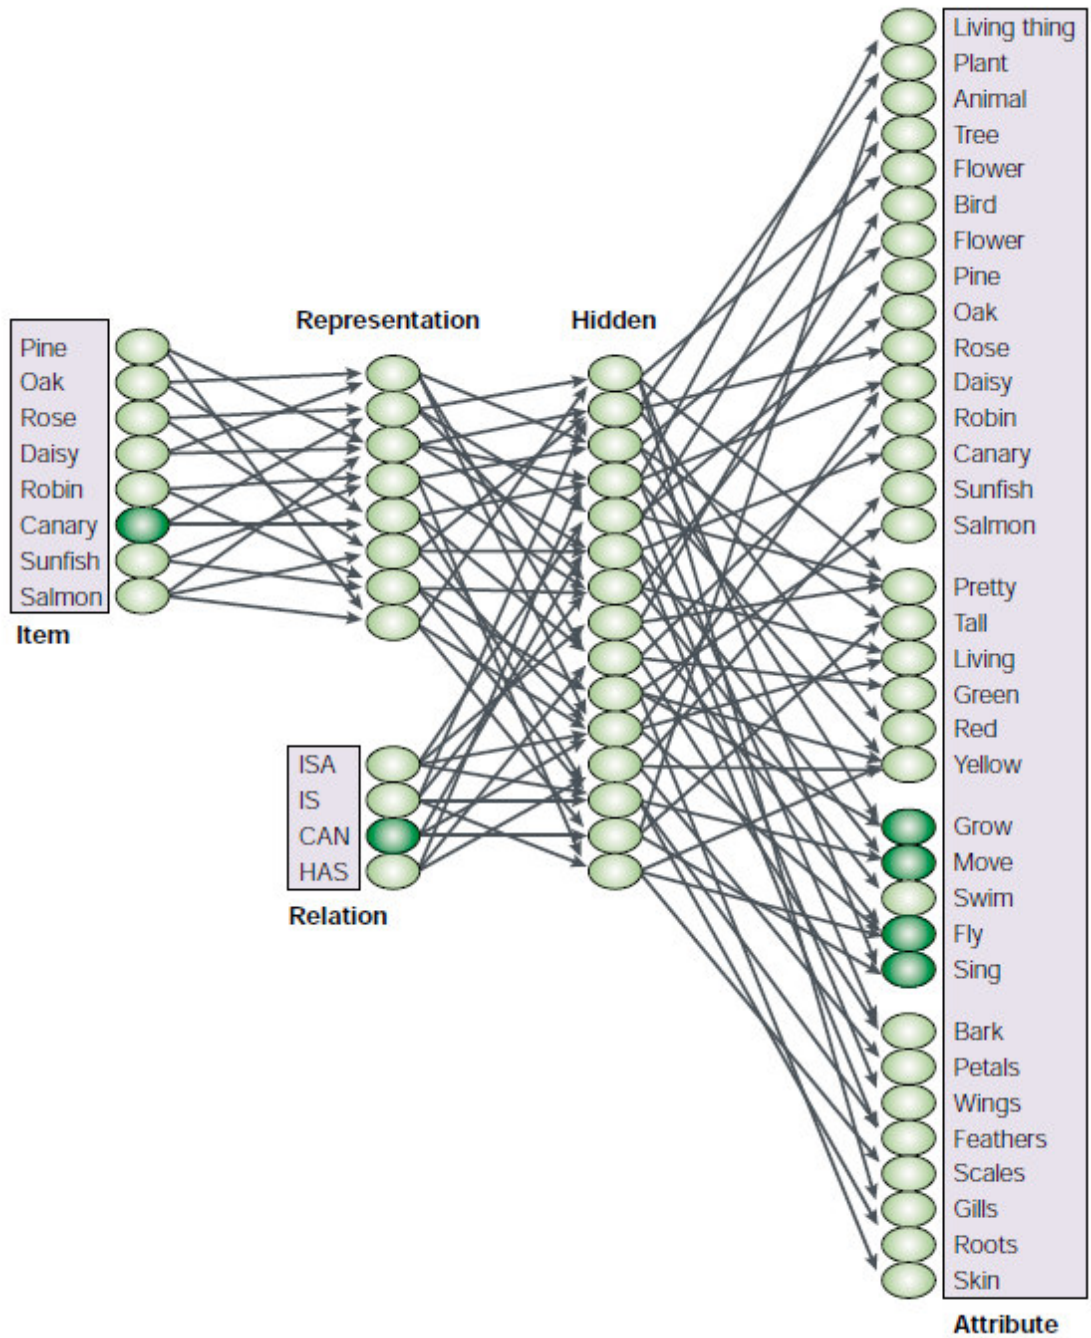 Representation
Hidden
Pine
Oak
Rose
Daisy
Robin
Canary
Sunfish
Salmon
Item
ISA
IS
CAN
HAS
Relation
Living thing
Plant
Animal
Tree
Flower
Bird
Flower
Pine
Oak
Rose
Daisy
Robin
Canary
Sunfish
Salmon
Pretty
Tall
Living
Green
Red
Yellow
Grow
Move
Swim
Fly
Sing
Bark
Petals
Wings
Feathers
Scales
Gills
Roots
Skin
Attribute